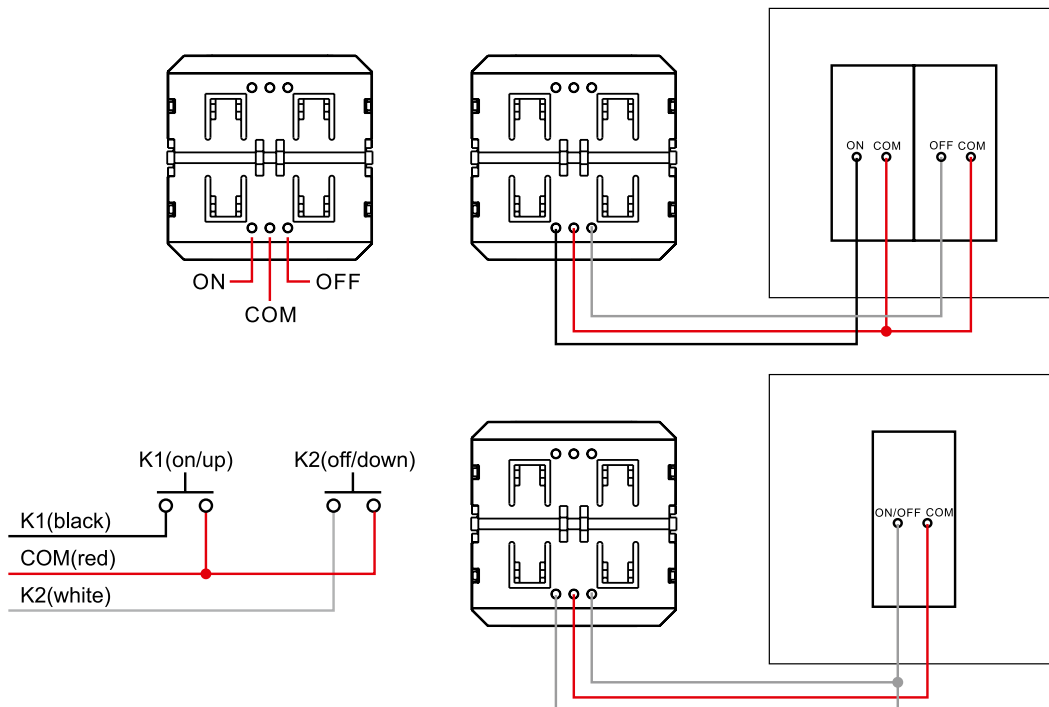 ON
OFF
COM
ON COM
OFF COM
K1(on/up)
K2(off/down)
K1(black)
COM(red)
K2(white)
ON/OFF COM